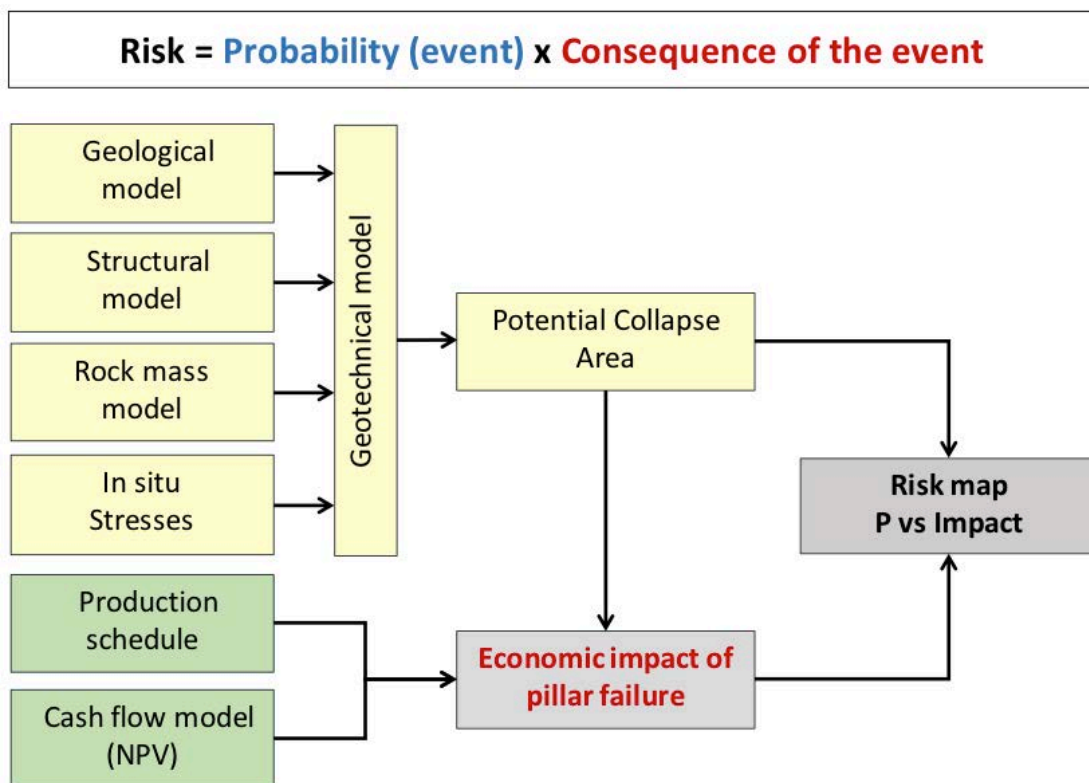 Risk = Probability (event) x Consequence of the event
Geological
model
Structural
model
Rock mass
model
In situ
Stresses
Geotechnical model
Potential Collapse
Area
Risk map
P vs Impact
Production
schedule
Economic impact of
pillar failure
Cash flow model
(NPV)